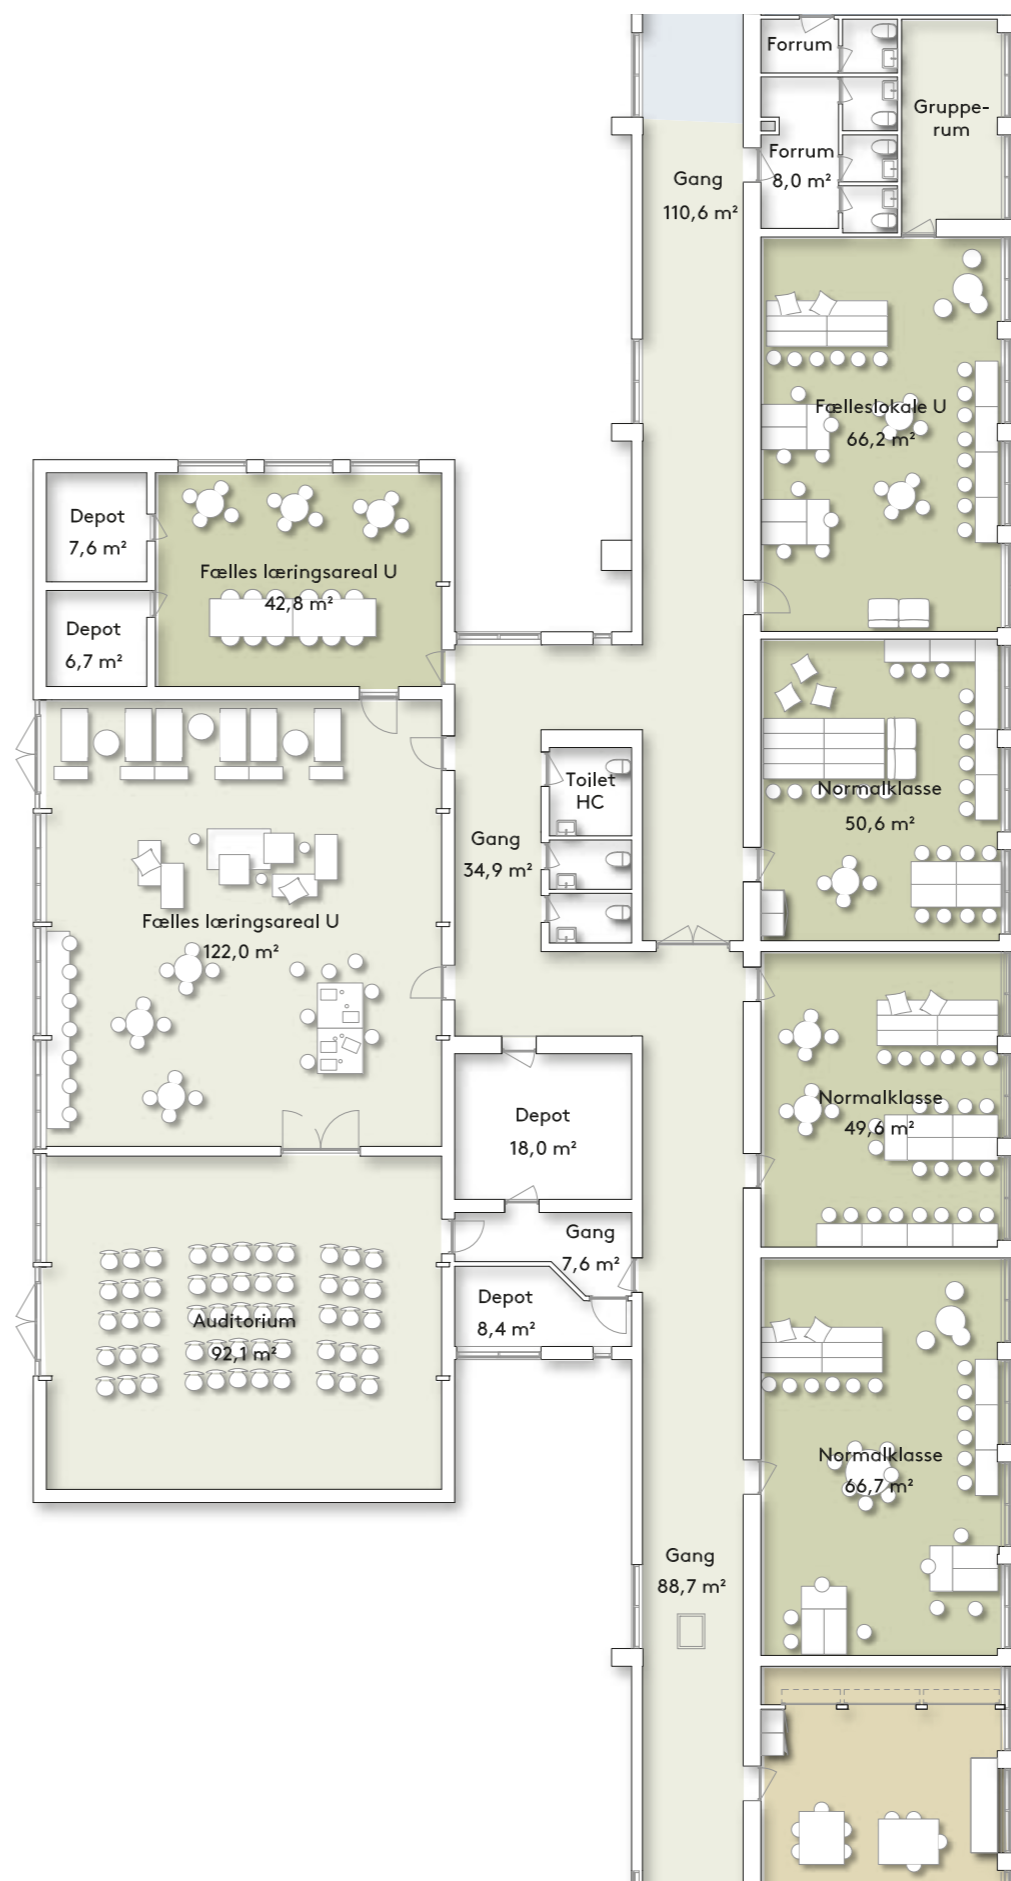 Forrum
Gruppe-
rum
Forrum
8,0 m²
Gang
110,6 m²
Fælleslokale U
66,2 m²
Depot
7,6 m²
Fælles læringsareal U
42,8 m²
Depot
6,7 m²
Toilet
HC
Normalklasse
50,6 m²
Gang
34,9 m²
Fælles læringsareal U
122,0 m²
Normalklasse
49,6 m²
Depot
18,0 m²
Gang
7,6 m²
Depot
8,4 m²
Auditorium
92,1 m²
Normalklasse
66,7 m²
Gang
88,7 m²